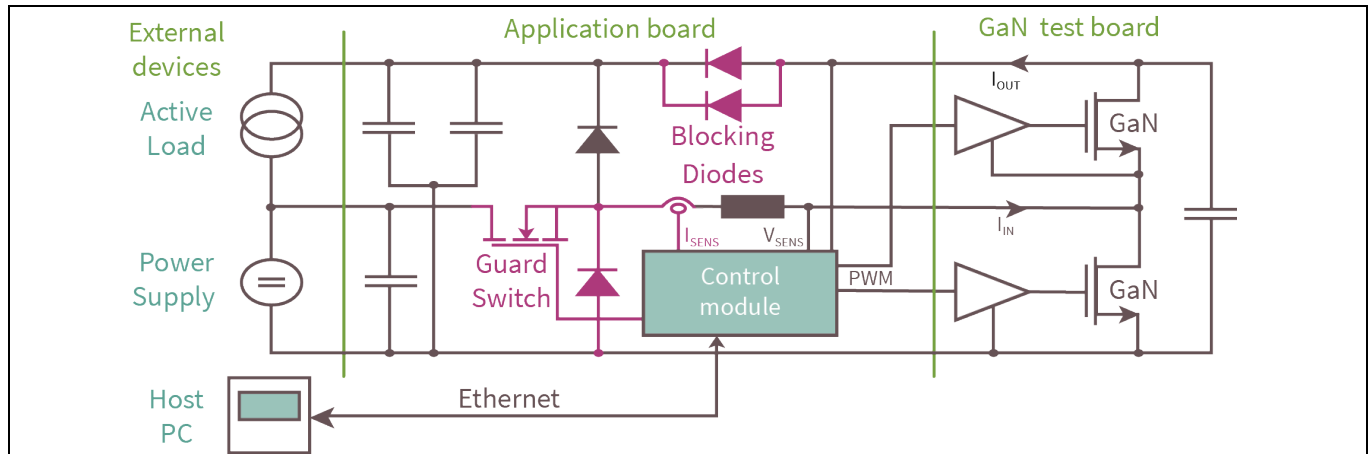 External
devices
Application board
GaN test board
Active
Load
I_OUT
GaN
Blocking
Diodes
I_SENS
V_SENS
I_IN
Power
Supply
Guard
Switch
Control
module
PWM
GaN
Host
PC
Ethernet